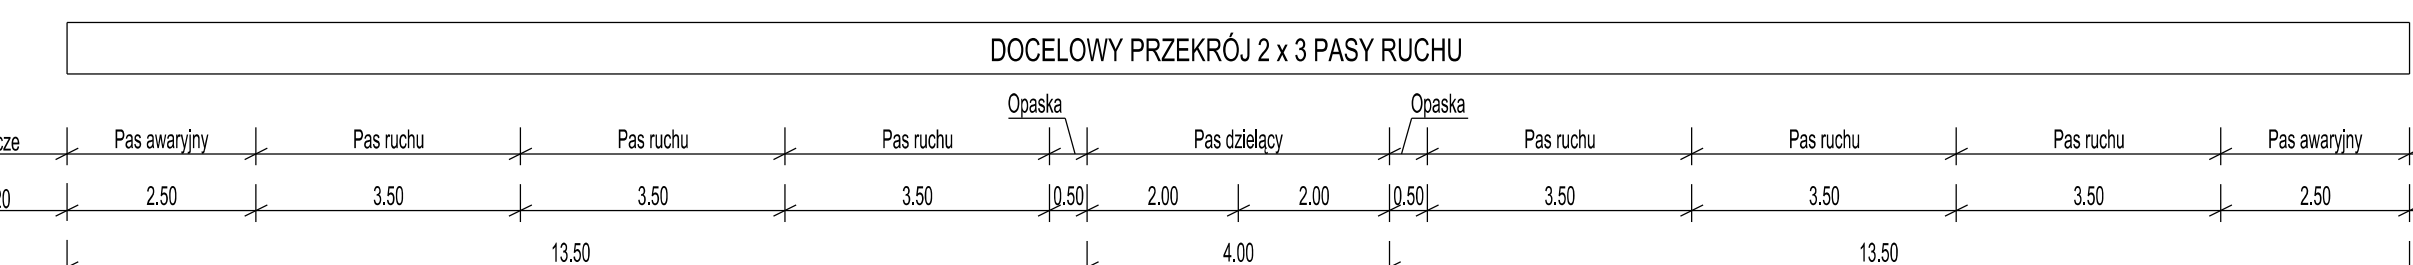 DOCELOWY PRZEKRÓJ 2 x 3 PASY RUCHU
Opaska Opaska
Pas awaryjny Pas ruchu Pas ruchu Pas ruchu Pas dzielący Pas ruchu Pas ruchu Pas ruchu Pas awaryjny
2.50 3.50 3.50 3.50 0.50 2.00 2.00 0.50 3.50 3.50 3.50 2.50
13.50 4.00 13.50